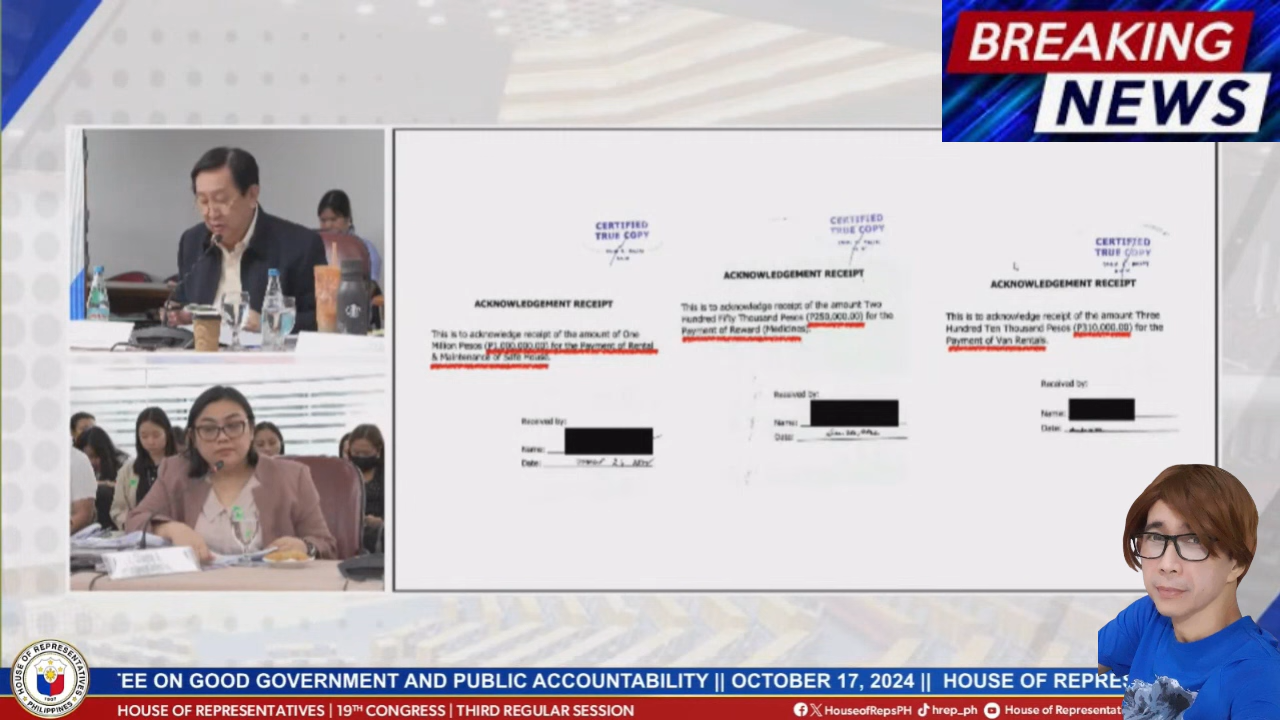 BREAKING
NEWS
CERTIFIED
TRUE COPY
ACKNOWLEDGEMENT RECEIPT
This is to acknowledge receipt of the amount of One
Million Pesos (P1,000,000.00) for the Payment of Rental
& Maintenance of Safe House.
Received by:
Name:
Date:
CERTIFIED
TRUE COPY
ACKNOWLEDGEMENT RECEIPT
This is to acknowledge receipt of the amount Two
Hundred Fifty Thousand Pesos (P250,000.00) for the
Payment of Reward (Medicines).
Received by:
Name:
Date:
CERTIFIED
TRUE COPY
ACKNOWLEDGEMENT RECEIPT
This is to acknowledge receipt of the amount Three
Hundred Ten Thousand Pesos (P310,000.00) for the
Payment of Van Rentals.
Received by:
Name:
Date:
HOUSE OF REPRESENTATIVES
PHILIPPINES
'EE ON GOOD GOVERNMENT AND PUBLIC ACCOUNTABILITY || OCTOBER 17, 2024 || HOUSE OF REPRES
HOUSE OF REPRESENTATIVES | 19TH CONGRESS | THIRD REGULAR SESSION
HouseofRepsPH hrep_ph House of Representat